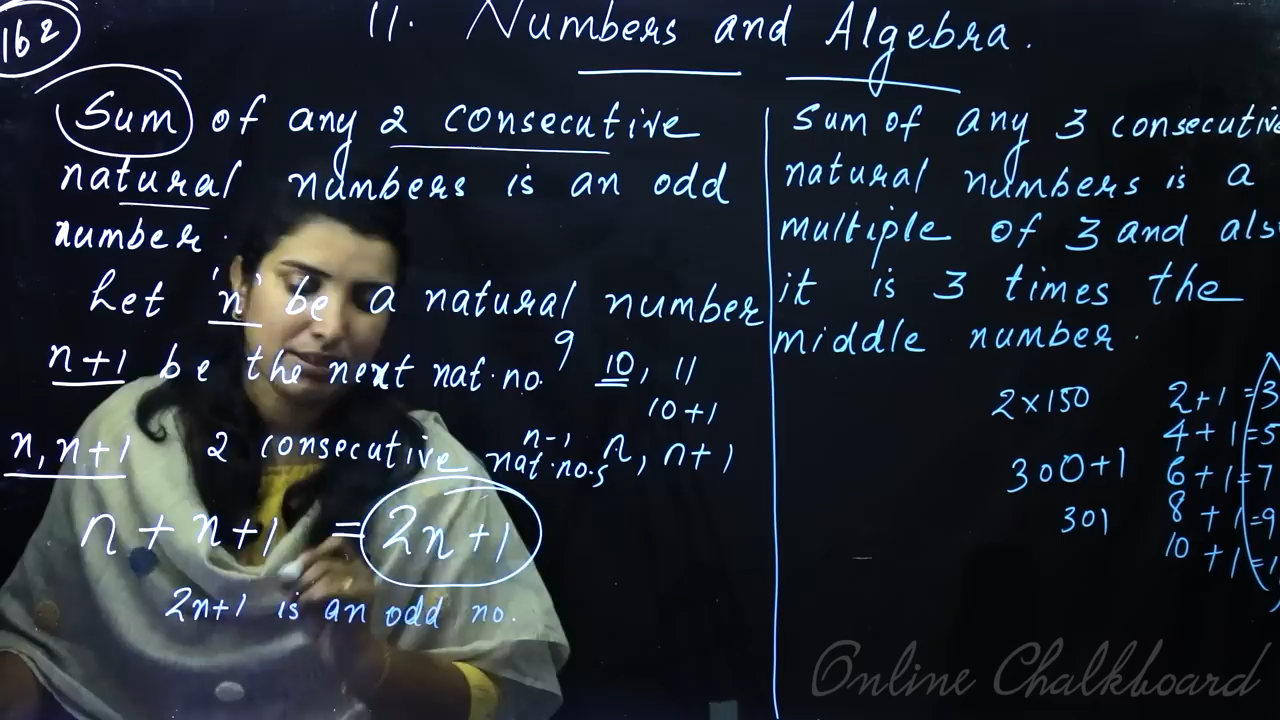 16²
11. Numbers and Algebra.
Sum of any 2 consecutive
natural numbers is an odd
number.
Let 'n' be a natural number
n+1 be the next nat. no. 9 10, 11
10+1
n, n+1 2 consecutive nat. nos n-1 n, n+1
n + n+1 = 2n+1
2n+1 is an odd no.
Sum of any 3 consecutive
natural numbers is a
multiple of 3 and als
it is 3 times the
middle number.
2×150
300+1
301
2+1 =3
4+1=5
6+1=7
8+1=9
10+1=1
Online Chalkboard